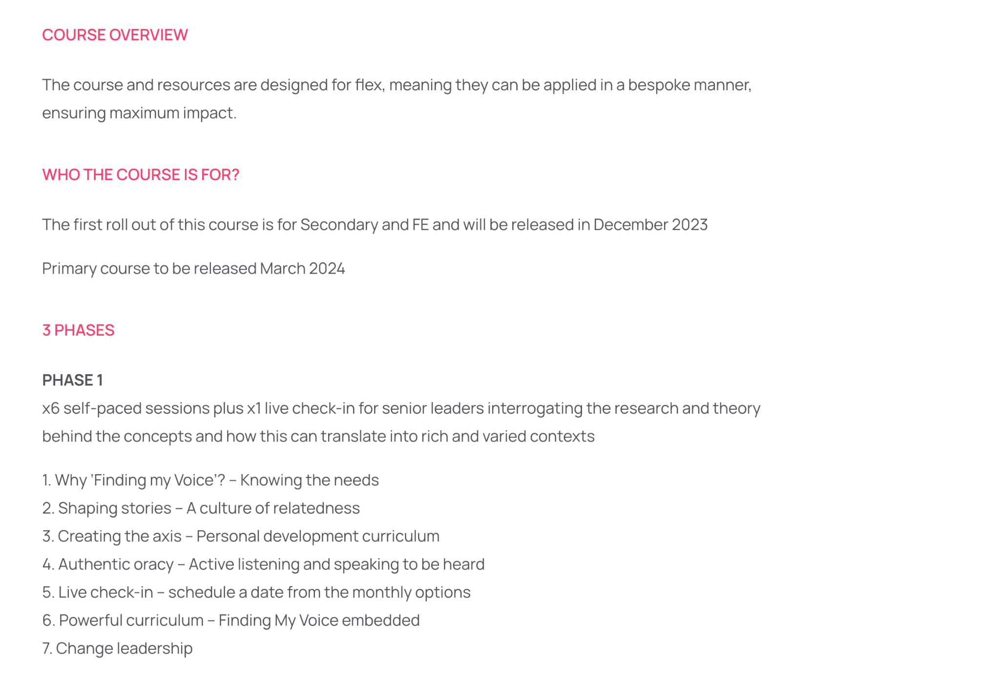 COURSE OVERVIEW
The course and resources are designed for flex, meaning they can be applied in a bespoke manner,
ensuring maximum impact.
WHO THE COURSE IS FOR?
The first roll out of this course is for Secondary and FE and will be released in December 2023
Primary course to be released March 2024
3 PHASES
PHASE 1
x6 self-paced sessions plus x1 live check-in for senior leaders interrogating the research and theory
behind the concepts and how this can translate into rich and varied contexts
1. Why ‘Finding my Voice’? – Knowing the needs
2. Shaping stories – A culture of relatedness
3. Creating the axis – Personal development curriculum
4. Authentic oracy – Active listening and speaking to be heard
5. Live check-in – schedule a date from the monthly options
6. Powerful curriculum – Finding My Voice embedded
7. Change leadership